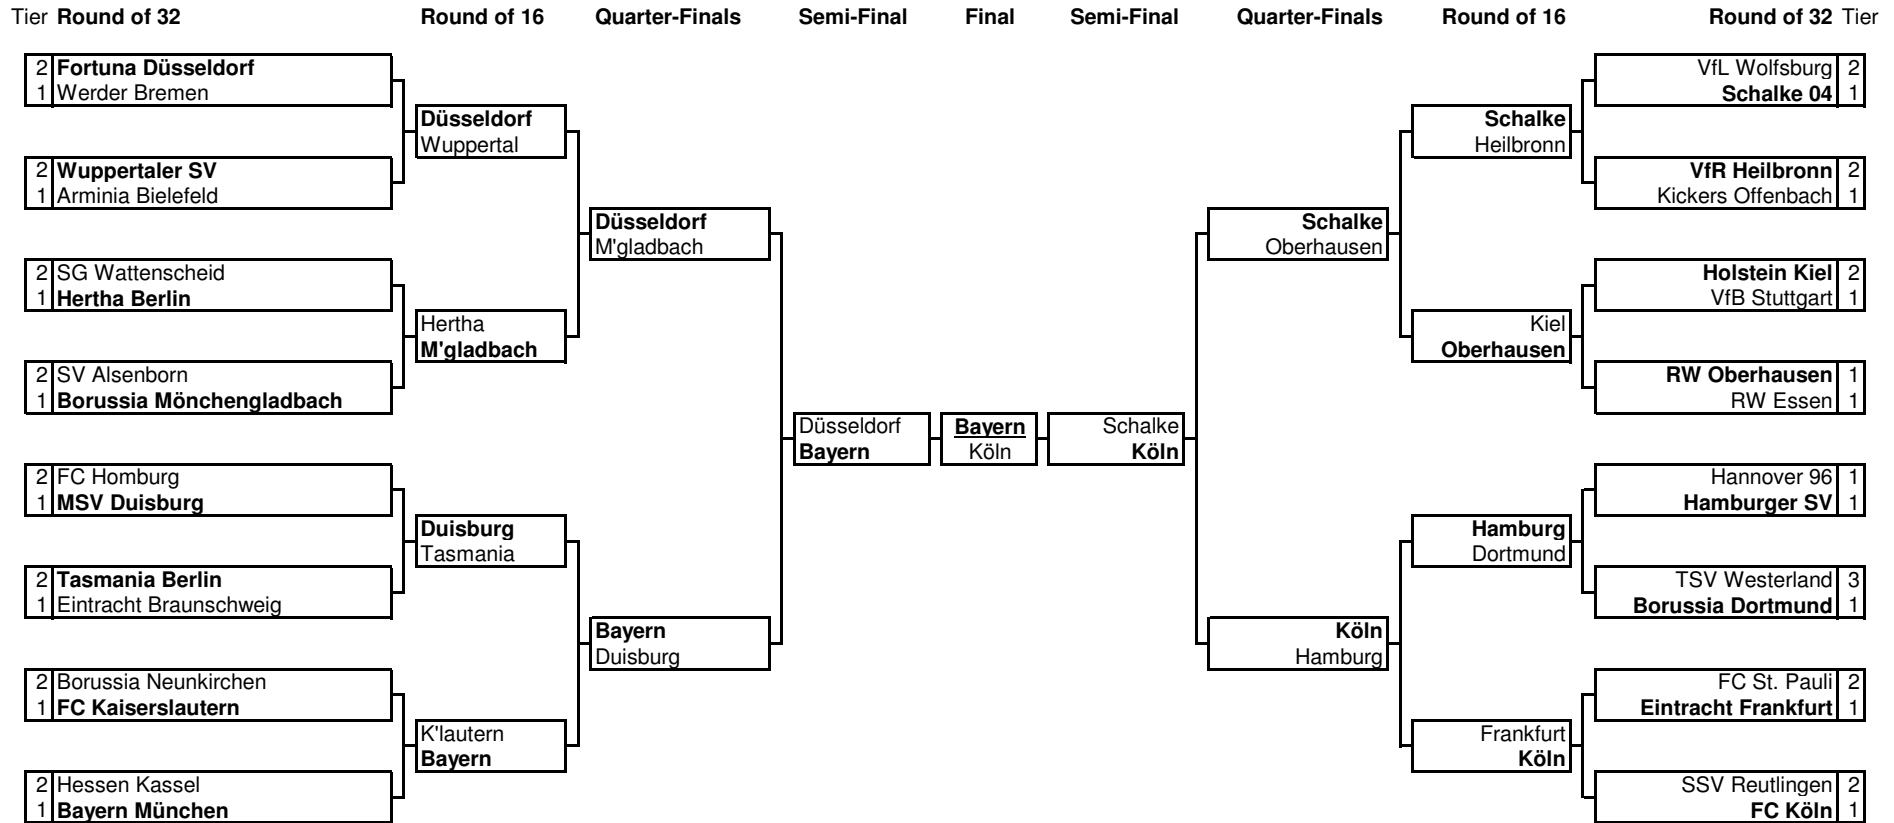 Tier Round of 32 Round of 16 Quarter-Finals Semi-Final Final Semi-Final Quarter-Finals Round of 16 Round of 32 Tier
2 Fortuna Düsseldorf
1 Werder Bremen
2 Wuppertaler SV
1 Arminia Bielefeld
2 SG Wattenscheid
1 Hertha Berlin
2 SV Alsenborn
1 Borussia Mönchengladbach
2 FC Homburg
1 MSV Duisburg
2 Tasmania Berlin
1 Eintracht Braunschweig
2 Borussia Neunkirchen
1 FC Kaiserslautern
2 Hessen Kassel
1 Bayern München
Düsseldorf
Wuppertal
Hertha
M'gladbach
Duisburg
Tasmania
K'lautern
Bayern
Düsseldorf
M'gladbach
Bayern
Duisburg
Düsseldorf
Bayern
Bayern
Köln
Schalke
Köln
Schalke
Oberhausen
Köln
Hamburg
Schalke
Heilbronn
Kiel
Oberhausen
Hamburg
Dortmund
Frankfurt
Köln
VfL Wolfsburg 2
Schalke 04 1
VfR Heilbronn 2
Kickers Offenbach 1
Holstein Kiel 2
VfB Stuttgart 1
RW Oberhausen 1
RW Essen 1
Hannover 96 1
Hamburger SV 1
TSV Westerland 3
Borussia Dortmund 1
FC St. Pauli 2
Eintracht Frankfurt 1
SSV Reutlingen 2
FC Köln 1